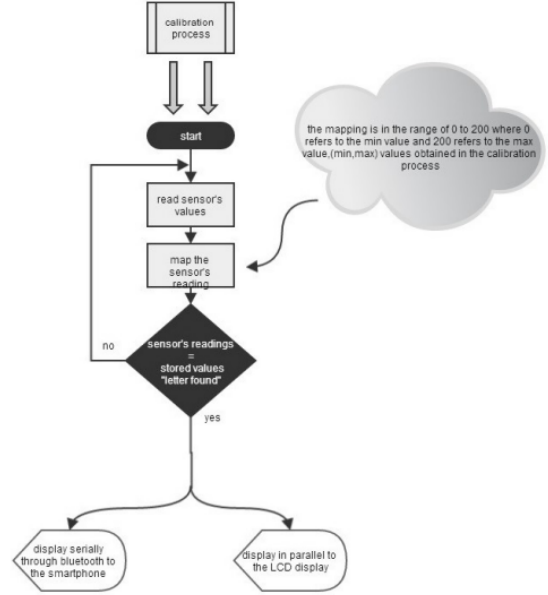 calibration
process
start
the mapping is in the range of 0 to 200 where 0
refers to the min value and 200 refers to the max
value,(min,max) values obtained in the calibration
process
read sensor's
values
map the
sensor's
reading
sensor's readings
=
stored values
"letter found"
no
yes
display serially
through bluetooth to
the smartphone
display in parallel to
the LCD display